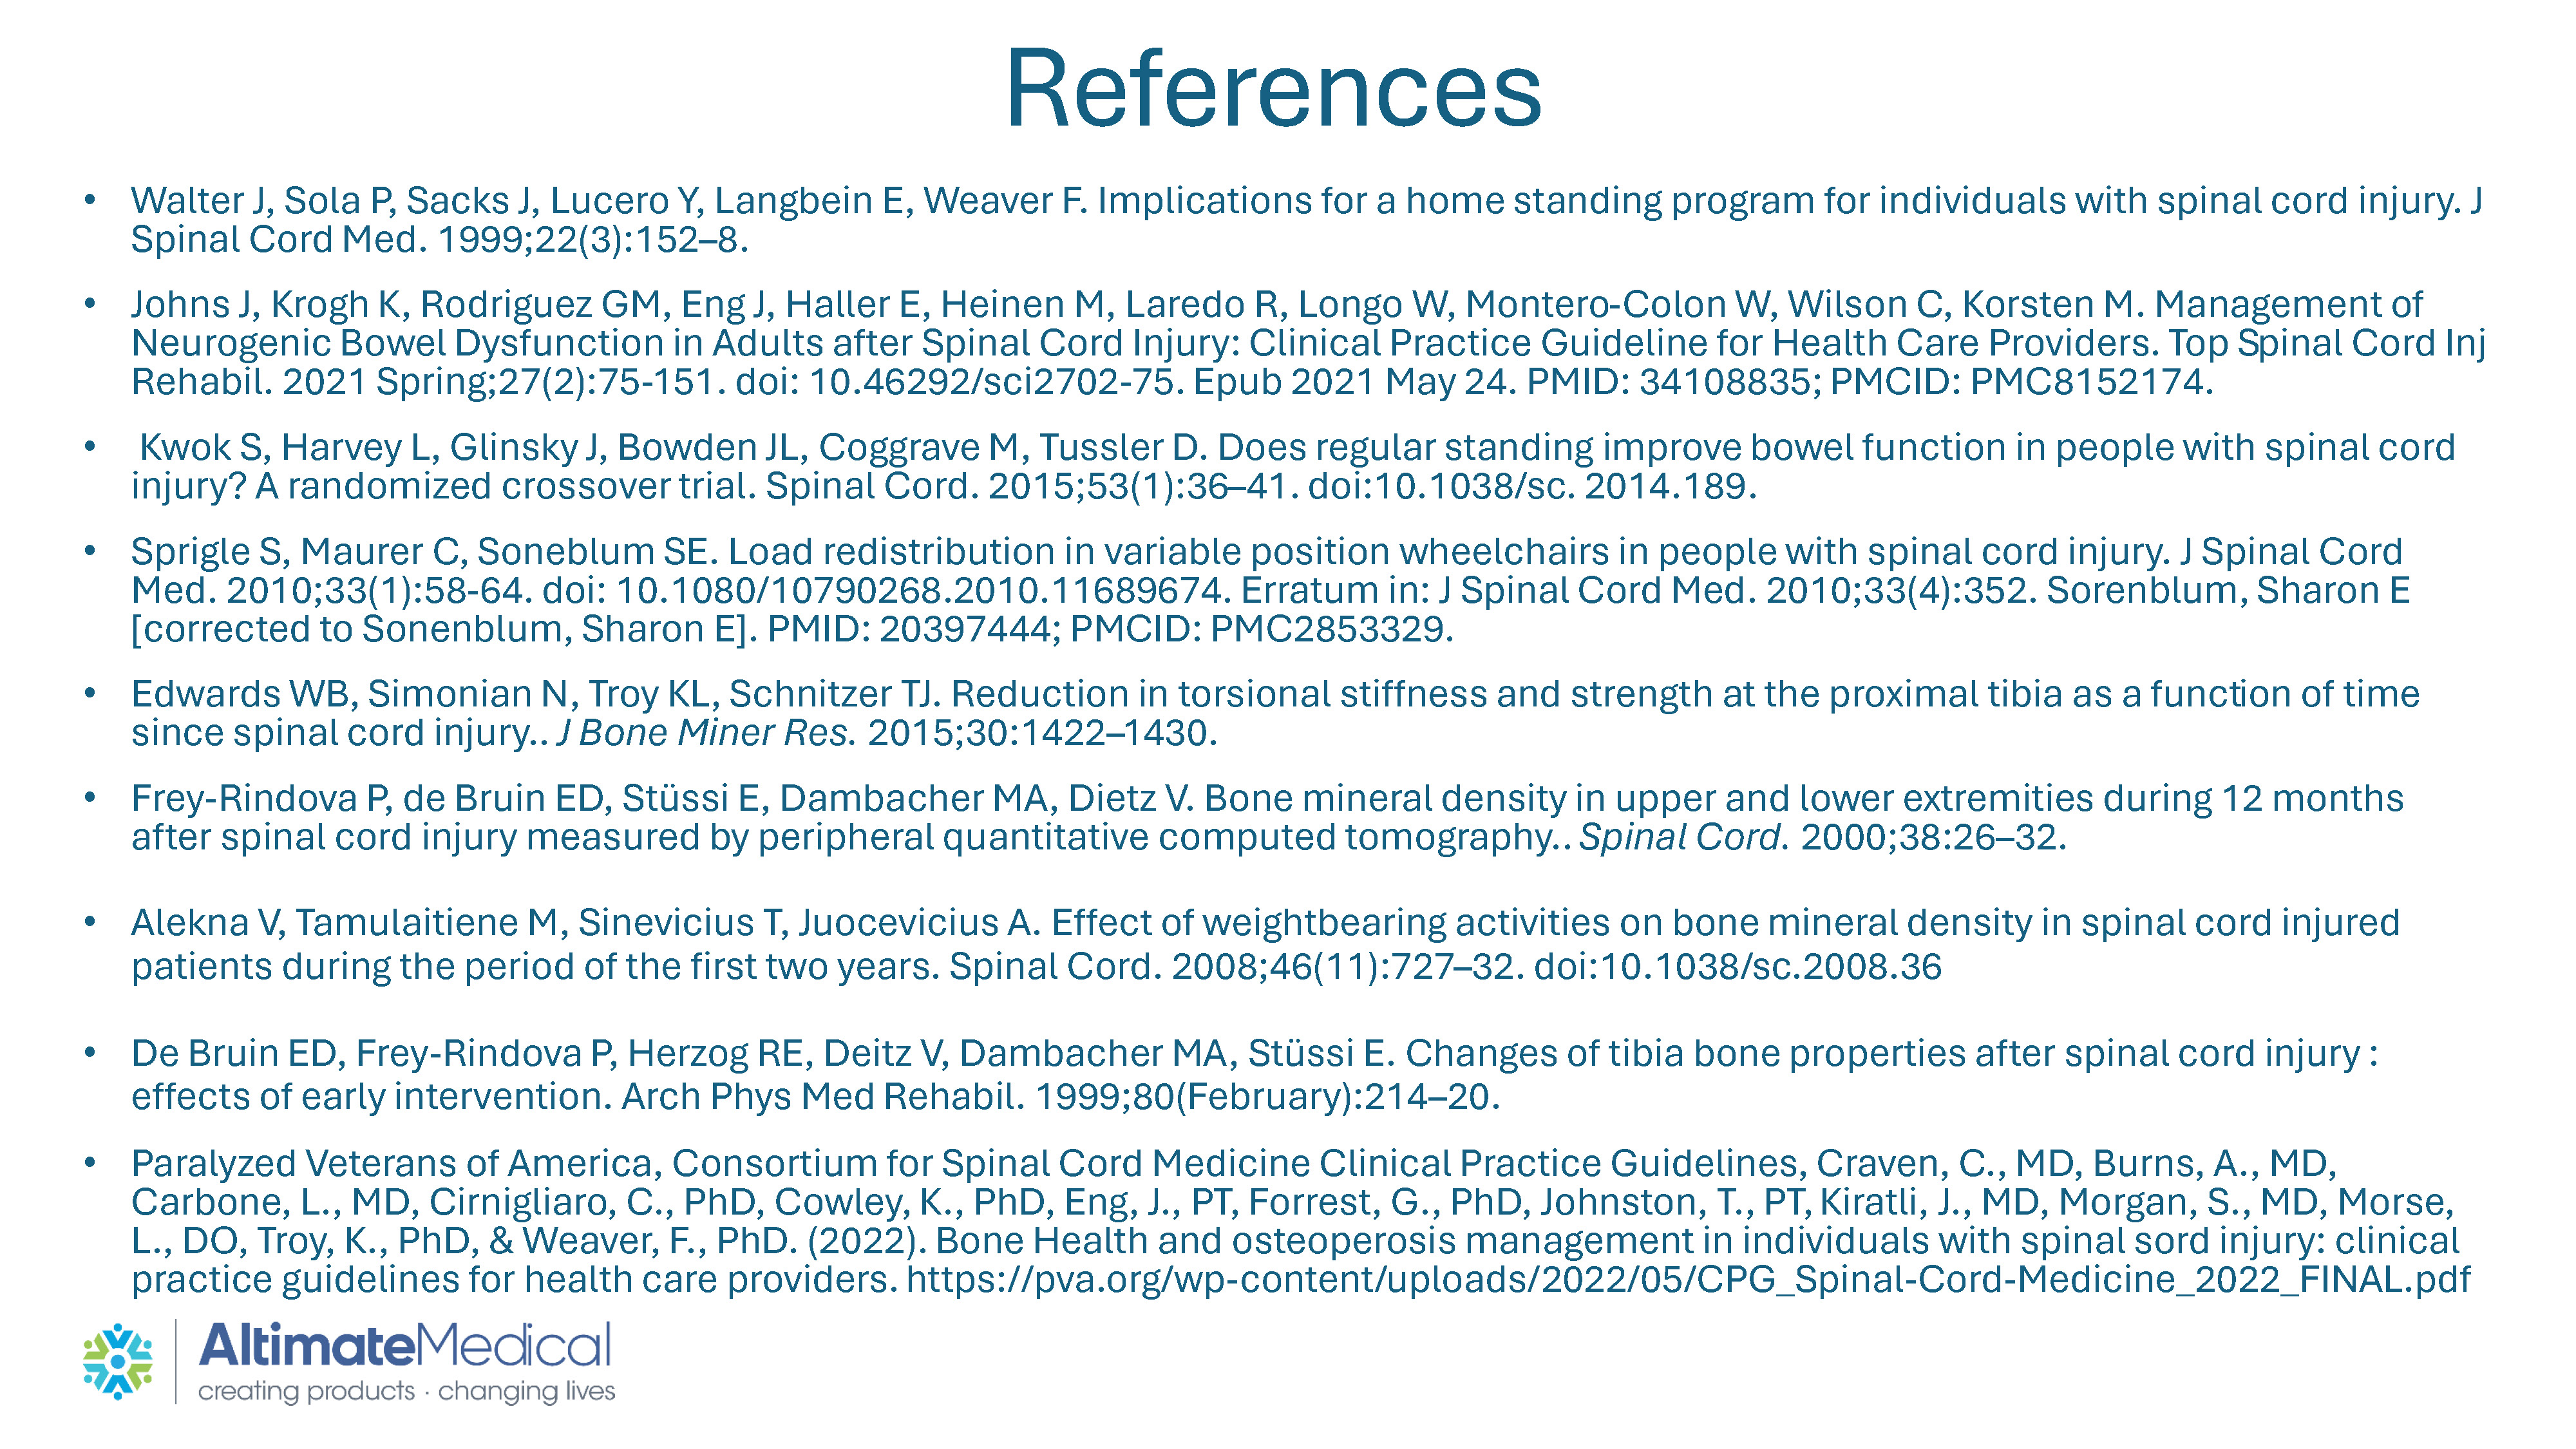 References
• Walter J, Sola P, Sacks J, Lucero Y, Langbein E, Weaver F. Implications for a home standing program for individuals with spinal cord injury. J
Spinal Cord Med. 1999;22(3):152–8.
• Johns J, Krogh K, Rodriguez GM, Eng J, Haller E, Heinen M, Laredo R, Longo W, Montero-Colon W, Wilson C, Korsten M. Management of
Neurogenic Bowel Dysfunction in Adults after Spinal Cord Injury: Clinical Practice Guideline for Health Care Providers. Top Spinal Cord Inj
Rehabil. 2021 Spring;27(2):75-151. doi: 10.46292/sci2702-75. Epub 2021 May 24. PMID: 34108835; PMCID: PMC8152174.
• Kwok S, Harvey L, Glinsky J, Bowden JL, Coggrave M, Tussler D. Does regular standing improve bowel function in people with spinal cord
injury? A randomized crossover trial. Spinal Cord. 2015;53(1):36–41. doi:10.1038/sc. 2014.189.
• Sprigle S, Maurer C, Soneblum SE. Load redistribution in variable position wheelchairs in people with spinal cord injury. J Spinal Cord
Med. 2010;33(1):58-64. doi: 10.1080/10790268.2010.11689674. Erratum in: J Spinal Cord Med. 2010;33(4):352. Sorenblum, Sharon E
[corrected to Sonenblum, Sharon E]. PMID: 20397444; PMCID: PMC2853329.
• Edwards WB, Simonian N, Troy KL, Schnitzer TJ. Reduction in torsional stiffness and strength at the proximal tibia as a function of time
since spinal cord injury.. J Bone Miner Res. 2015;30:1422–1430.
• Frey-Rindova P, de Bruin ED, Stüssi E, Dambacher MA, Dietz V. Bone mineral density in upper and lower extremities during 12 months
after spinal cord injury measured by peripheral quantitative computed tomography.. Spinal Cord. 2000;38:26–32.
• Alekna V, Tamulaitiene M, Sinevicius T, Juocevicius A. Effect of weightbearing activities on bone mineral density in spinal cord injured
patients during the period of the first two years. Spinal Cord. 2008;46(11):727–32. doi:10.1038/sc.2008.36
• De Bruin ED, Frey-Rindova P, Herzog RE, Deitz V, Dambacher MA, Stüssi E. Changes of tibia bone properties after spinal cord injury :
effects of early intervention. Arch Phys Med Rehabil. 1999;80(February):214–20.
• Paralyzed Veterans of America, Consortium for Spinal Cord Medicine Clinical Practice Guidelines, Craven, C., MD, Burns, A., MD,
Carbone, L., MD, Cirnigliaro, C., PhD, Cowley, K., PhD, Eng, J., PT, Forrest, G., PhD, Johnston, T., PT, Kiratli, J., MD, Morgan, S., MD, Morse,
L., DO, Troy, K., PhD, & Weaver, F., PhD. (2022). Bone Health and osteoperosis management in individuals with spinal sord injury: clinical
practice guidelines for health care providers. https://pva.org/wp-content/uploads/2022/05/CPG_Spinal-Cord-Medicine_2022_FINAL.pdf
AltimateMedical
creating products · changing lives